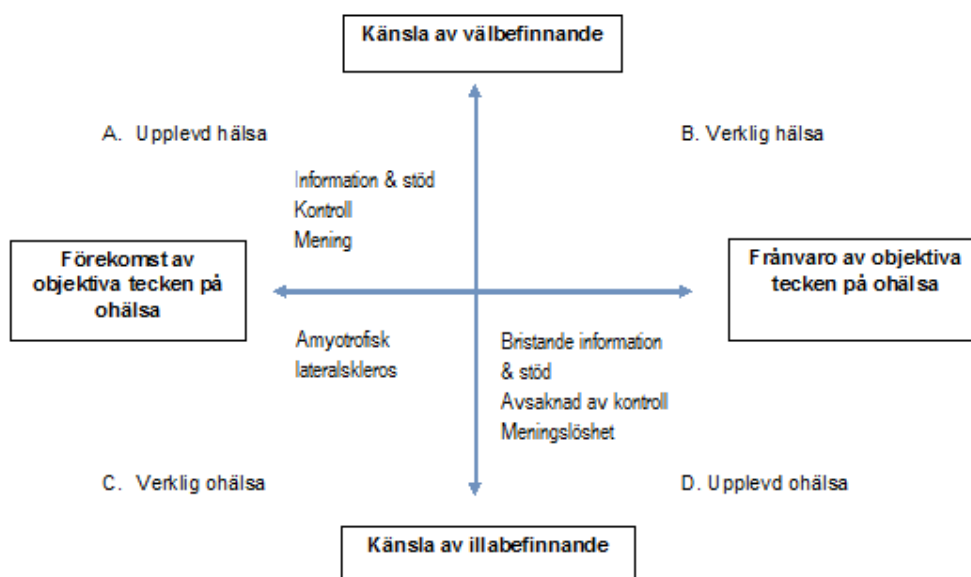 Känsla av välbefinnande
A. Upplevd hälsa
B. Verklig hälsa
Information & stöd
Kontroll
Mening
Förekomst av
objektiva tecken på
ohälsa
Frånvaro av objektiva
tecken på ohälsa
Amyotrofisk
lateralskleros
Bristande information
& stöd
Avsaknad av kontroll
Meningslöshet
C. Verklig ohälsa
D. Upplevd ohälsa
Känsla av illabefinnande